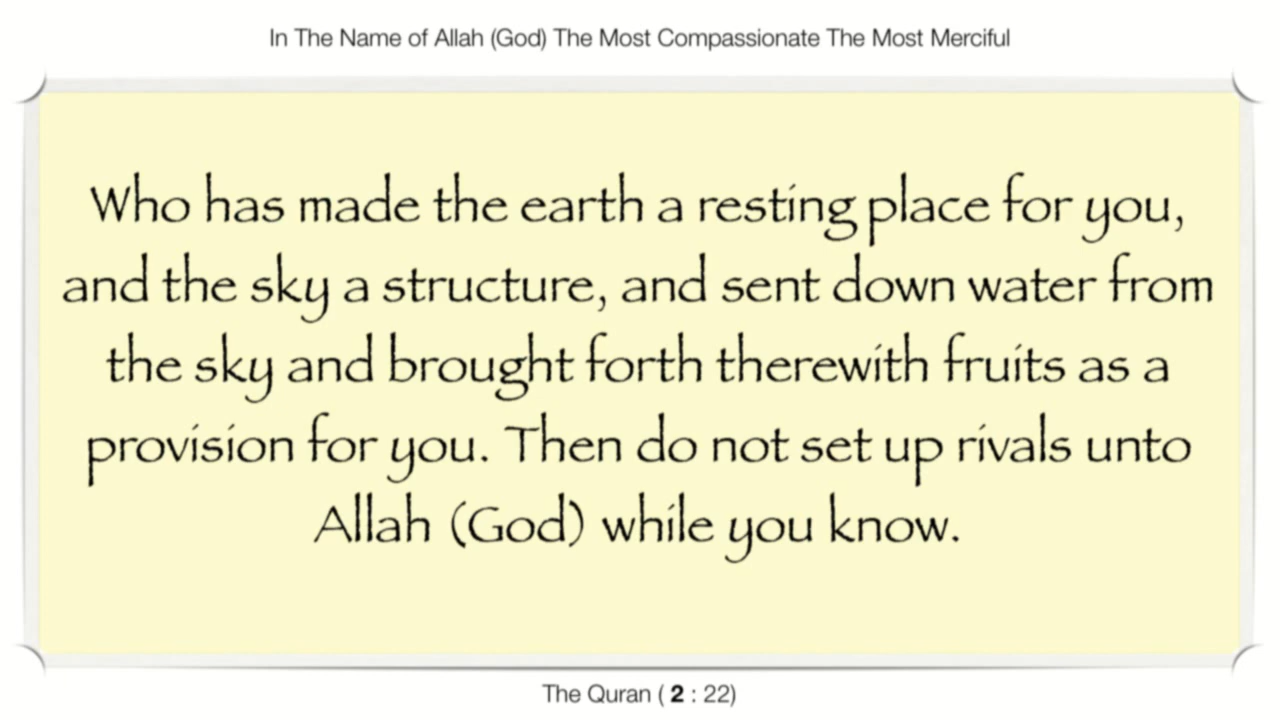 In The Name of Allah (God) The Most Compassionate The Most Merciful
Who has made the earth a resting place for you,
and the sky a structure, and sent down water from
the sky and brought forth therewith fruits as a
provision for you. Then do not set up rivals unto
Allah (God) while you know.
The Quran ( 2 : 22)